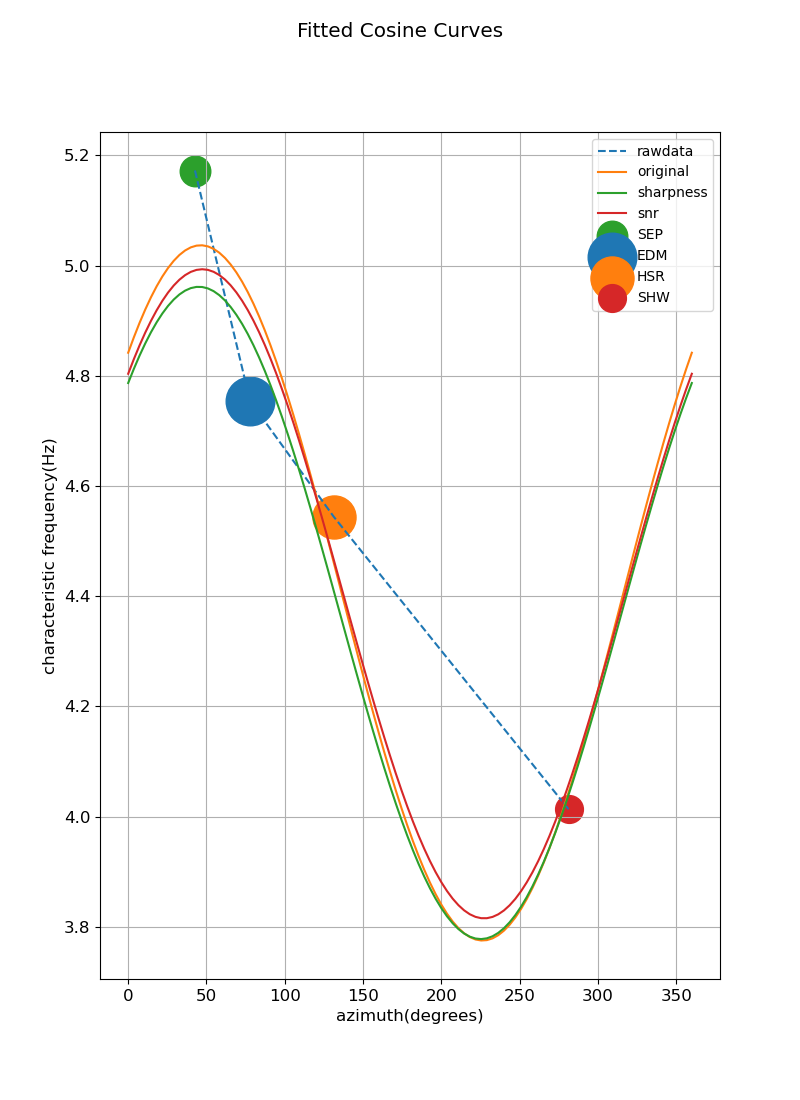 Fitted Cosine Curves
rawdata
original
sharpness
snr
SEP
EDM
HSR
SHW
5.2
5.0
4.8
4.6
4.4
4.2
4.0
3.8
characteristic frequency(Hz)
0 50 100 150 200 250 300 350
azimuth(degrees)